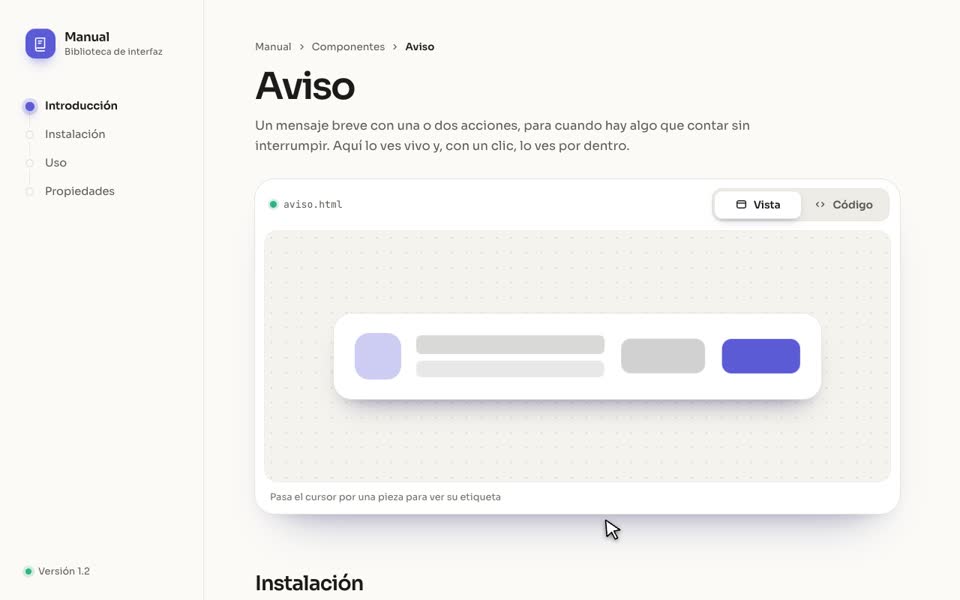 Manual
Biblioteca de interfaz
Introducción
Instalación
Uso
Propiedades
Versión 1.2
Manual › Componentes › Aviso
Aviso
Un mensaje breve con una o dos acciones, para cuando hay algo que contar sin
interrumpir. Aquí lo ves vivo y, con un clic, lo ves por dentro.
aviso.html
Vista
Código
Pasa el cursor por una pieza para ver su etiqueta
Instalación